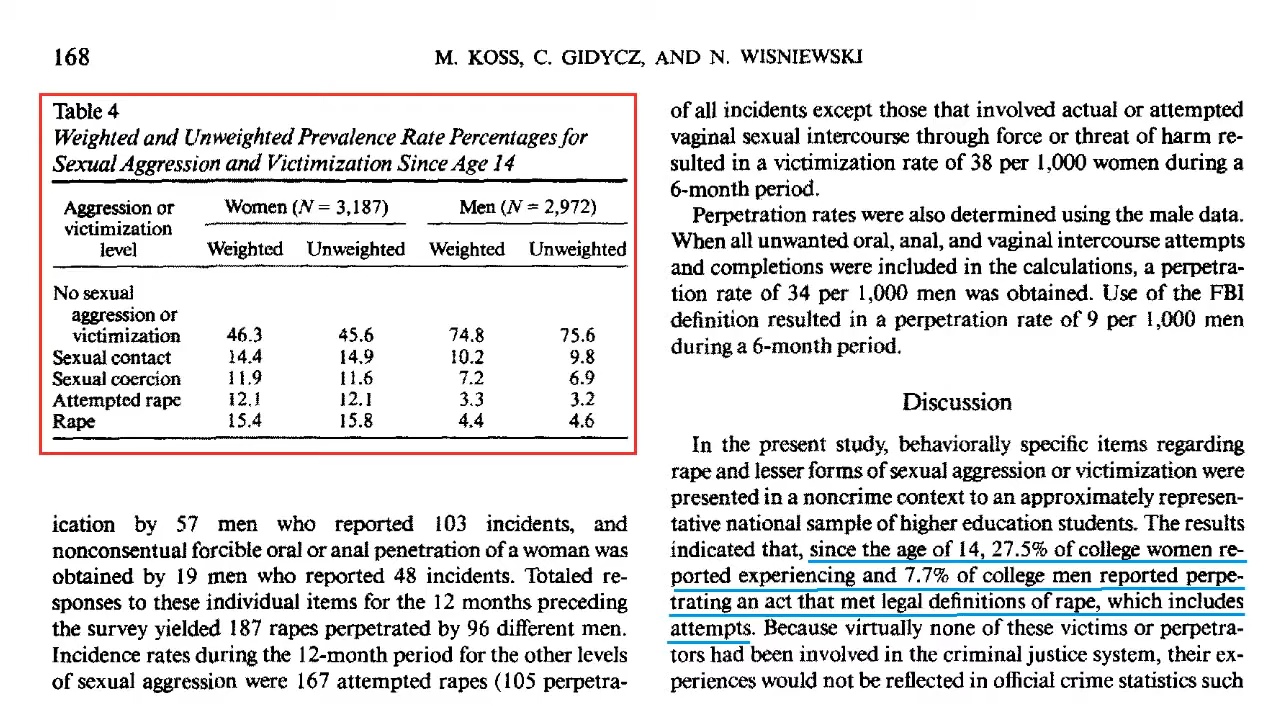 168
M. KOSS, C. GIDYCZ, AND N. WISNIEWSKI
Table 4
Weighted and Unweighted Prevalence Rate Percentages for
Sexual Aggression and Victimization Since Age 14
Aggression or victimization level
Women (N = 3,187) Men (N = 2,972)
Weighted Unweighted Weighted Unweighted
No sexual
aggression or
victimization 46.3 45.6 74.8 75.6
Sexual contact 14.4 14.9 10.2 9.8
Sexual coercion 11.9 11.6 7.2 6.9
Attempted rape 12.1 12.1 3.3 3.2
Rape 15.4 15.8 4.4 4.6
ication by 57 men who reported 103 incidents, and
nonconsentual forcible oral or anal penetration of a woman was
obtained by 19 men who reported 48 incidents. Totaled re-
sponses to these individual items for the 12 months preceding
the survey yielded 187 rapes perpetrated by 96 different men.
Incidence rates during the 12-month period for the other levels
of sexual aggression were 167 attempted rapes (105 perpetra-
of all incidents except those that involved actual or attempted
vaginal sexual intercourse through force or threat of harm re-
sulted in a victimization rate of 38 per 1,000 women during a
6-month period.
Perpetration rates were also determined using the male data.
When all unwanted oral, anal, and vaginal intercourse attempts
and completions were included in the calculations, a perpetra-
tion rate of 34 per 1,000 men was obtained. Use of the FBI
definition resulted in a perpetration rate of 9 per 1,000 men
during a 6-month period.
Discussion
In the present study, behaviorally specific items regarding
rape and lesser forms of sexual aggression or victimization were
presented in a noncrime context to an approximately represen-
tative national sample of higher education students. The results
indicated that, since the age of 14, 27.5% of college women re-
ported experiencing and 7.7% of college men reported perpe-
trating an act that met legal definitions of rape, which includes
attempts. Because virtually none of these victims or perpetra-
tors had been involved in the criminal justice system, their ex-
periences would not be reflected in official crime statistics such